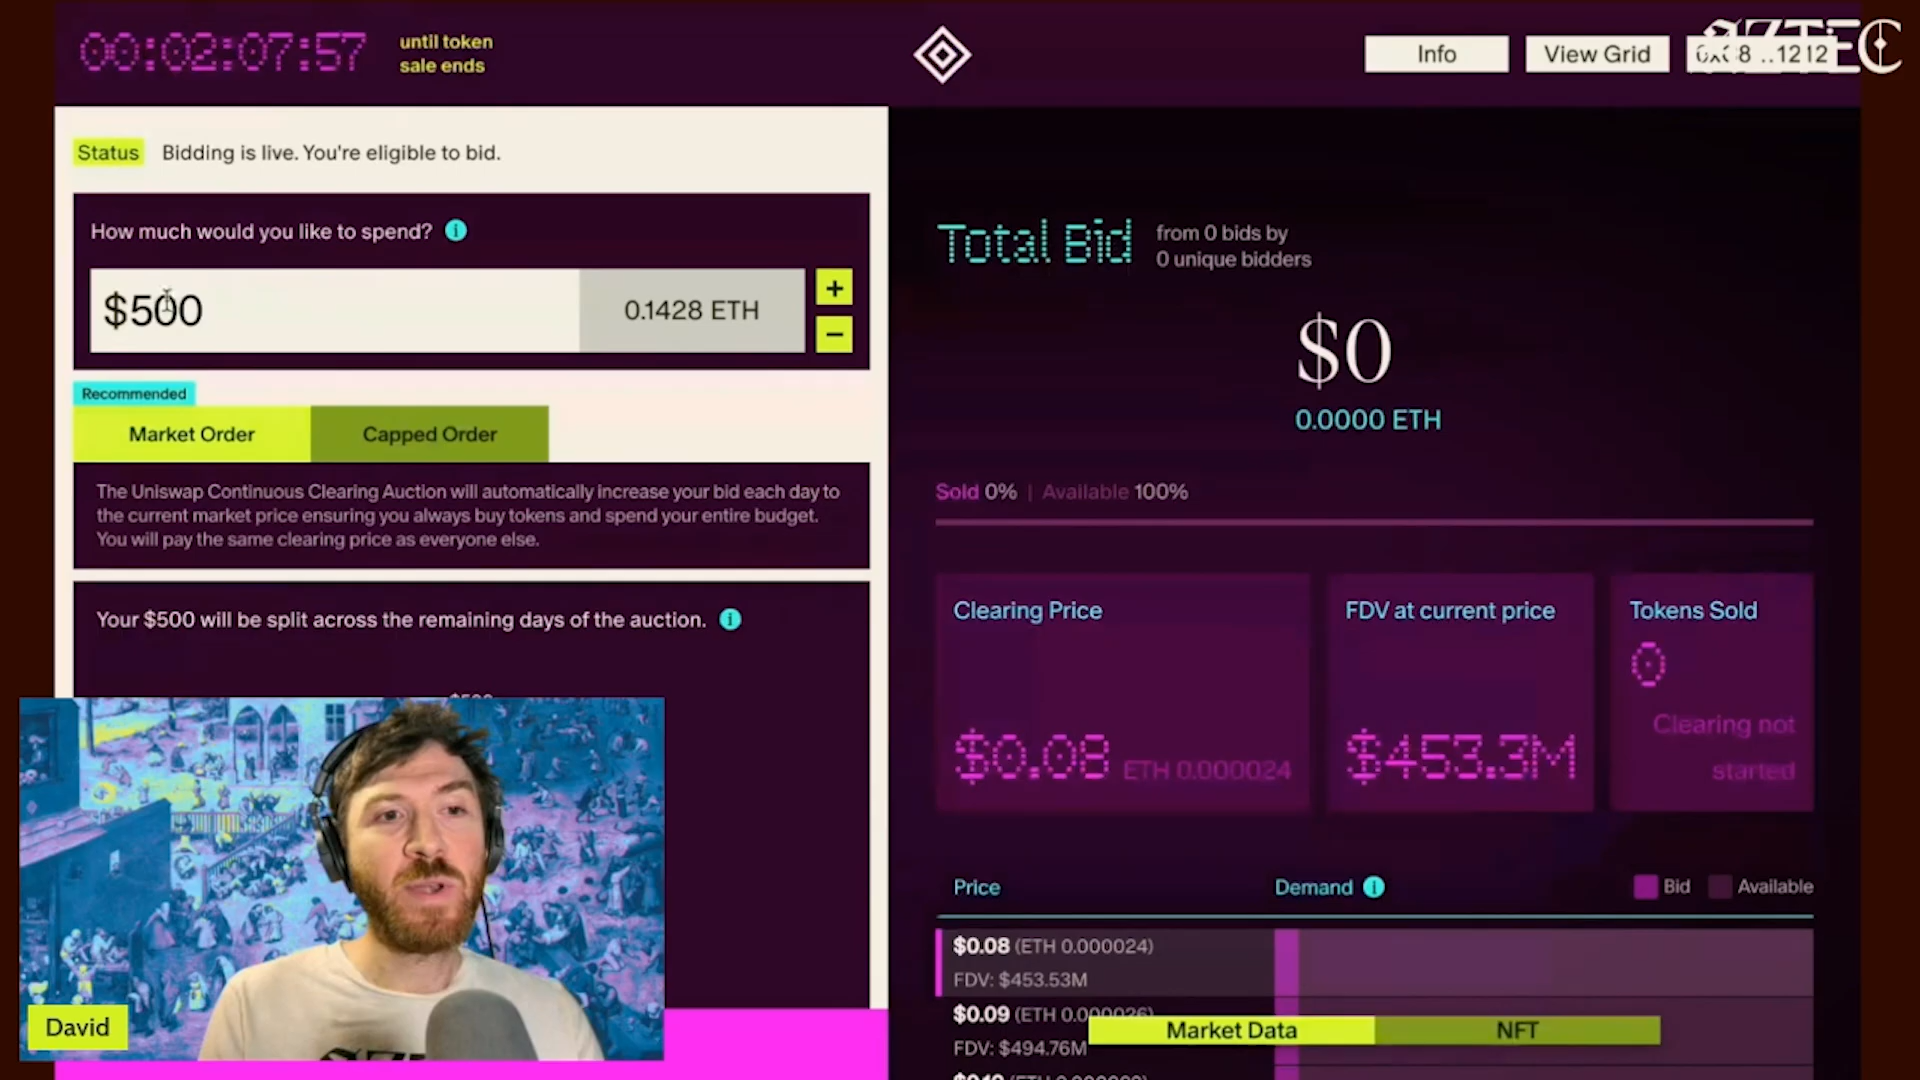 00:02:07:57
until token
sale ends
Info
View Grid
AZTEC
Status
Bidding is live. You're eligible to bid.
How much would you like to spend?
$500
0.1428 ETH
+
−
Recommended
Market Order
Capped Order
The Uniswap Continuous Clearing Auction will automatically increase your bid each day to
the current market price ensuring you always buy tokens and spend your entire budget.
You will pay the same clearing price as everyone else.
Your $500 will be split across the remaining days of the auction.
David
Total Bid
from 0 bids by
0 unique bidders
$0
0.0000 ETH
Sold 0% | Available 100%
Clearing Price
$0.08 ETH 0.000024
FDV at current price
$453.3M
Tokens Sold
0
Clearing not
started
Price
Demand
Bid
Available
$0.08 (ETH 0.000024)
FDV: $453.53M
$0.09
FDV: $494.76M
Market Data
NFT